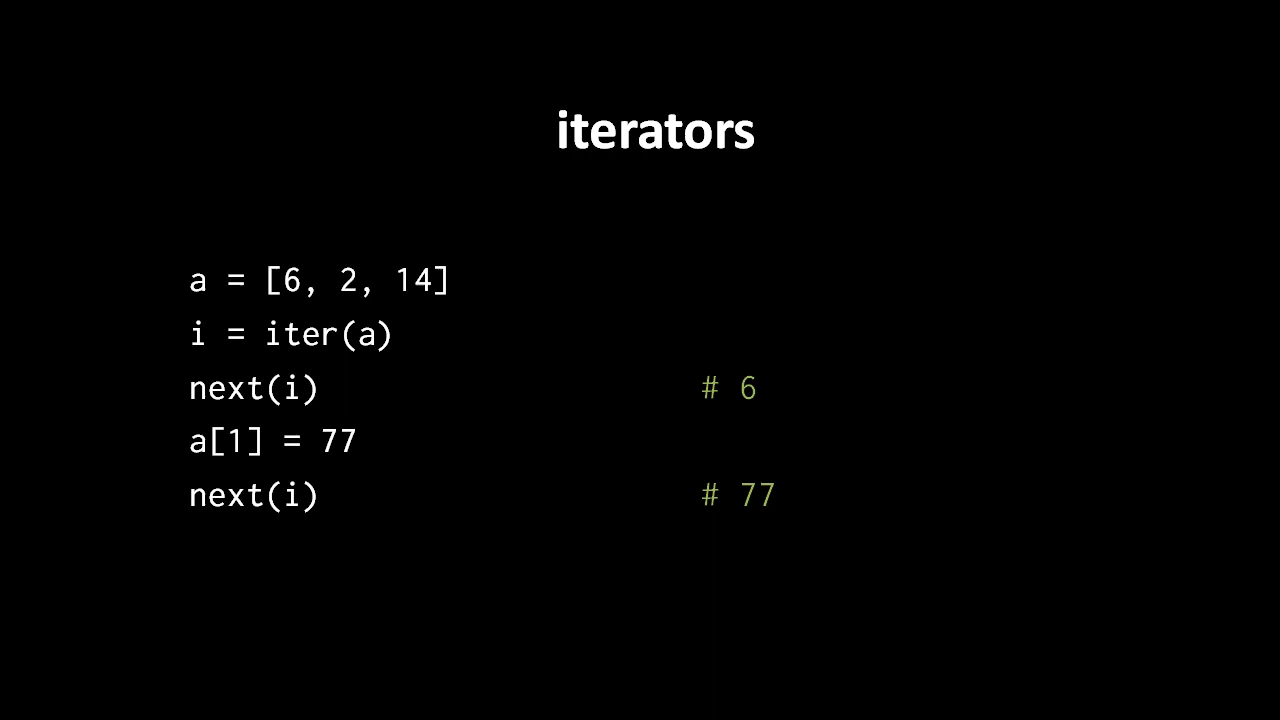 iterators
a = [6, 2, 14]
i = iter(a)
next(i) # 6
a[1] = 77
next(i) # 77